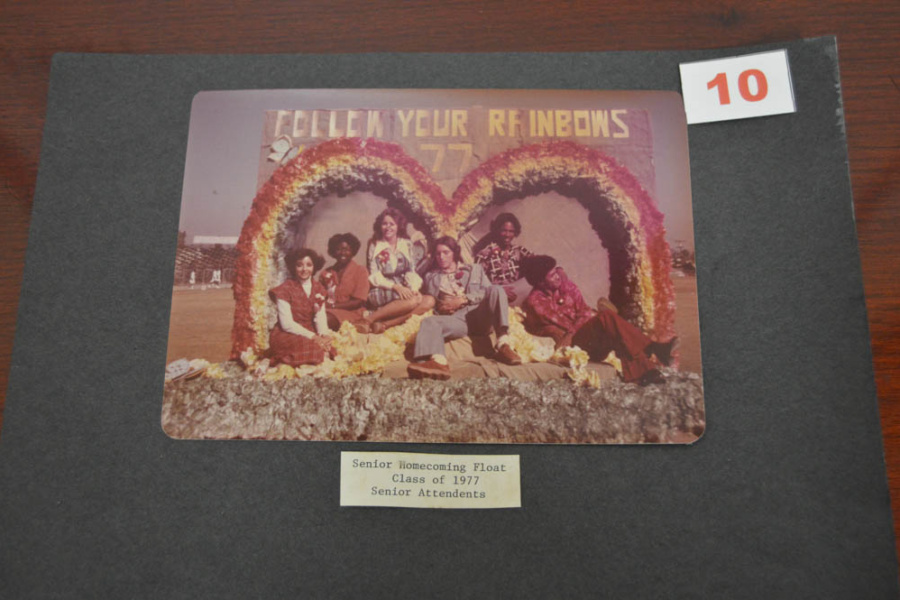 10
FOLLOW YOUR RAINBOWS
77
Senior Homecoming Float
Class of 1977
Senior Attendents